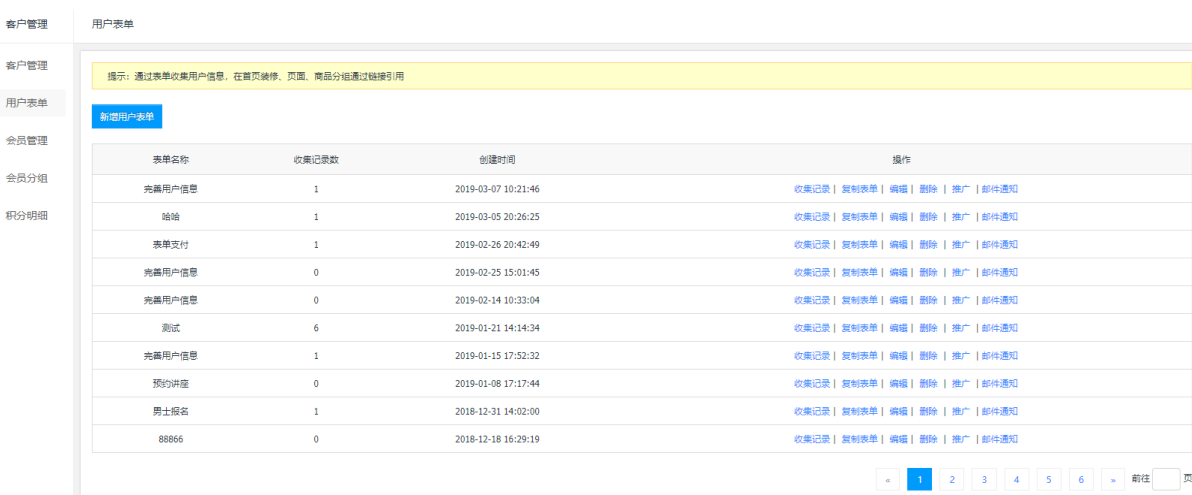 客户管理
用户表单
客户管理
用户表单
会员管理
会员分组
积分明细
提示：通过表单收集用户信息，在首页装修、页面、商品分组通过链接引用
新增用户表单
表单名称 收集记录数 创建时间 操作
完善用户信息 1 2019-03-07 10:21:46 收集记录 | 复制表单 | 编辑 | 删除 | 推广 | 邮件通知
哈哈 1 2019-03-05 20:26:25 收集记录 | 复制表单 | 编辑 | 删除 | 推广 | 邮件通知
表单支付 1 2019-02-26 20:42:49 收集记录 | 复制表单 | 编辑 | 删除 | 推广 | 邮件通知
完善用户信息 0 2019-02-25 15:01:45 收集记录 | 复制表单 | 编辑 | 删除 | 推广 | 邮件通知
完善用户信息 0 2019-02-14 10:33:04 收集记录 | 复制表单 | 编辑 | 删除 | 推广 | 邮件通知
测试 6 2019-01-21 14:14:34 收集记录 | 复制表单 | 编辑 | 删除 | 推广 | 邮件通知
完善用户信息 1 2019-01-15 17:52:32 收集记录 | 复制表单 | 编辑 | 删除 | 推广 | 邮件通知
预约讲座 0 2019-01-08 17:17:44 收集记录 | 复制表单 | 编辑 | 删除 | 推广 | 邮件通知
男士报名 1 2018-12-31 14:02:00 收集记录 | 复制表单 | 编辑 | 删除 | 推广 | 邮件通知
88866 0 2018-12-18 16:29:19 收集记录 | 复制表单 | 编辑 | 删除 | 推广 | 邮件通知
« 1 2 3 4 5 6 » 前往 页